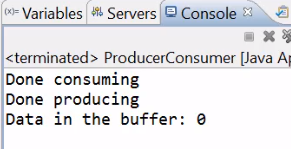 (x)= Variables Servers Console
<terminated> ProducerConsumer [Java Ap
Done consuming
Done producing
Data in the buffer: 0